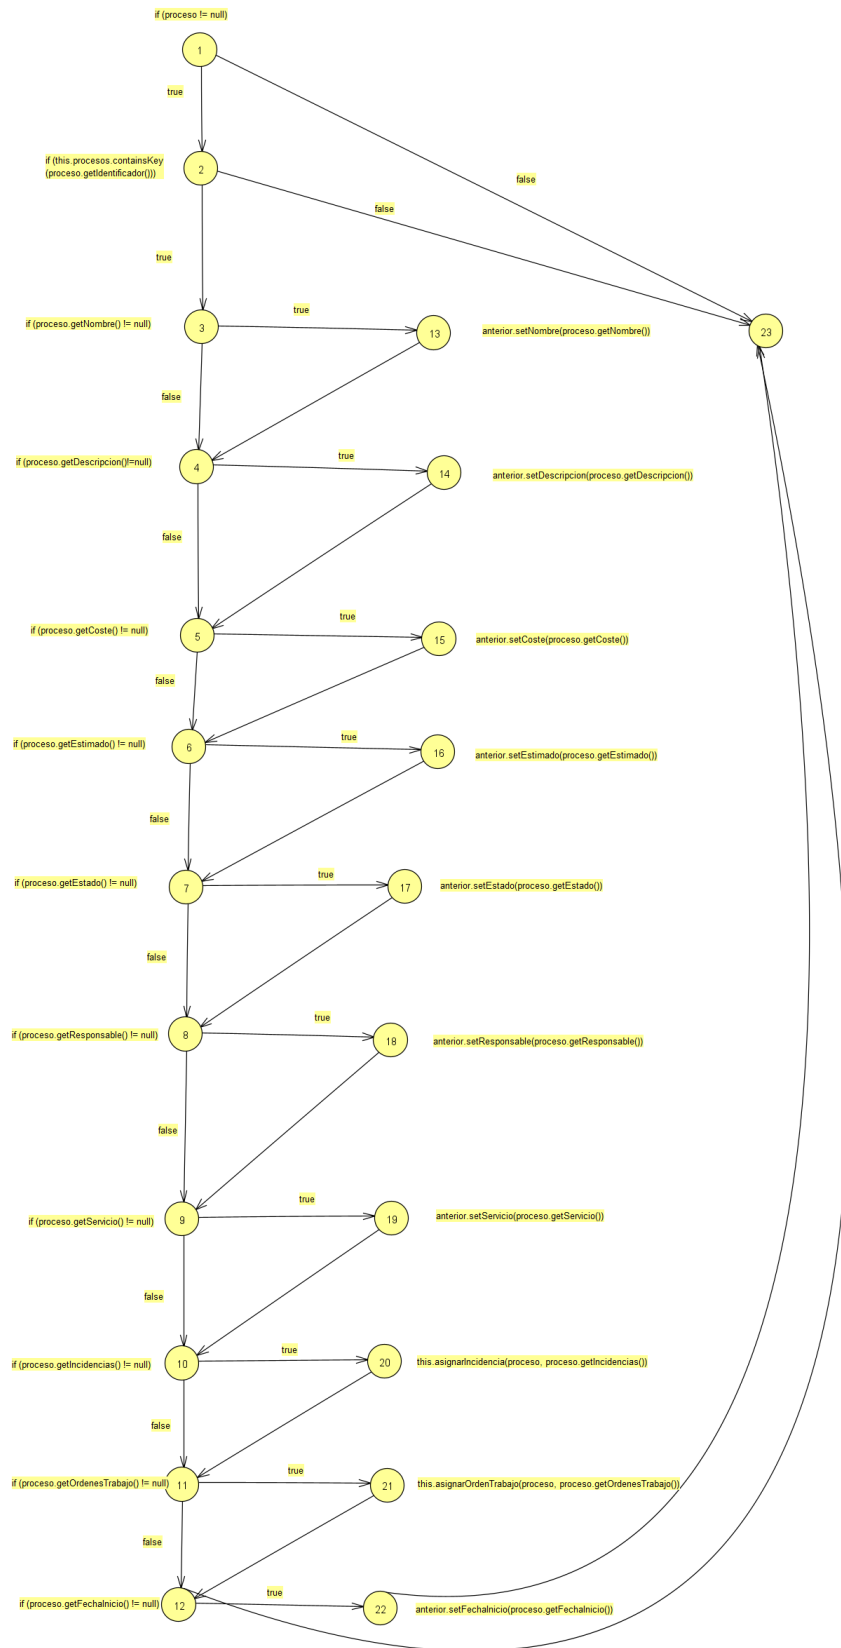 if (proceso != null)
1
true
if (this.procesos.containsKey
(proceso.getIdentificador()))
2
false
false
true
if (proceso.getNombre() != null)
3
true
13
anterior.setNombre(proceso.getNombre())
23
false
if (proceso.getDescripcion()!=null)
4
true
14
anterior.setDescripcion(proceso.getDescripcion())
false
if (proceso.getCoste() != null)
5
true
15
anterior.setCoste(proceso.getCoste())
false
if (proceso.getEstimado() != null)
6
true
16
anterior.setEstimado(proceso.getEstimado())
false
if (proceso.getEstado() != null)
7
true
17
anterior.setEstado(proceso.getEstado())
false
if (proceso.getResponsable() != null)
8
true
18
anterior.setResponsable(proceso.getResponsable())
false
if (proceso.getServicio() != null)
9
true
19
anterior.setServicio(proceso.getServicio())
false
if (proceso.getIncidencias() != null)
10
true
20
this.asignarIncidencia(proceso, proceso.getIncidencias())
false
if (proceso.getOrdenesTrabajo() != null)
11
true
21
this.asignarOrdenTrabajo(proceso, proceso.getOrdenesTrabajo())
false
if (proceso.getFechaInicio() != null)
12
true
22
anterior.setFechaInicio(proceso.getFechaInicio())